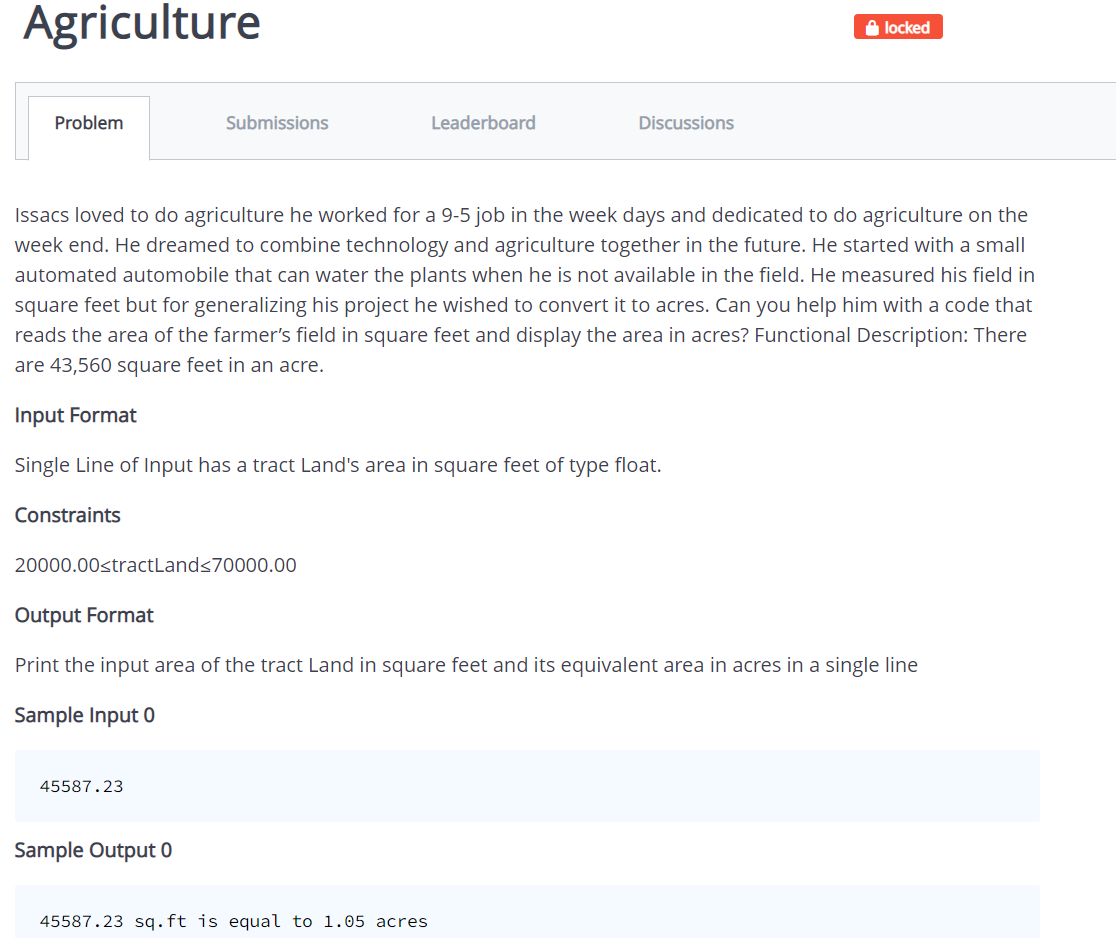 Agriculture
locked
Problem
Submissions
Leaderboard
Discussions
Issacs loved to do agriculture he worked for a 9-5 job in the week days and dedicated to do agriculture on the
week end. He dreamed to combine technology and agriculture together in the future. He started with a small
automated automobile that can water the plants when he is not available in the field. He measured his field in
square feet but for generalizing his project he wished to convert it to acres. Can you help him with a code that
reads the area of the farmer’s field in square feet and display the area in acres? Functional Description: There
are 43,560 square feet in an acre.
Input Format
Single Line of Input has a tract Land's area in square feet of type float.
Constraints
20000.00≤tractLand≤70000.00
Output Format
Print the input area of the tract Land in square feet and its equivalent area in acres in a single line
Sample Input 0
45587.23
Sample Output 0
45587.23 sq.ft is equal to 1.05 acres